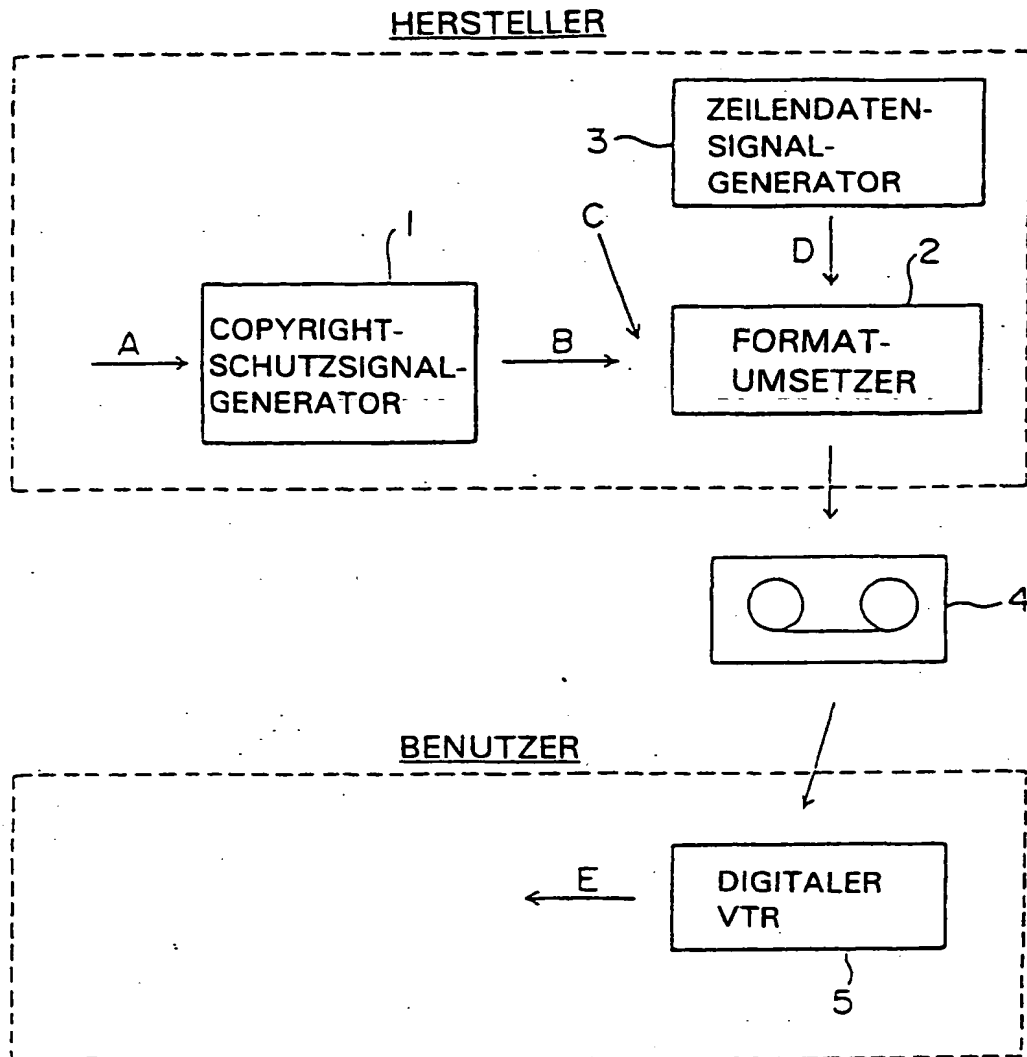 HERSTELLER
ZEILENDATEN-
SIGNAL-
GENERATOR
3
C
D
1
2
A
COPYRIGHT-
SCHUTZSIGNAL-
GENERATOR
B
FORMAT-
UMSETZER
4
BENUTZER
E
DIGITALER
VTR
5